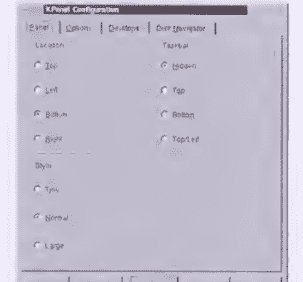 KPanel Configuration
Panel Options Desktops Disk Navigator
Location Taskbar
Top Hidden
Left Top
Bottom Bottom
Right Top/Left
Style
Tiny
Normal
Large